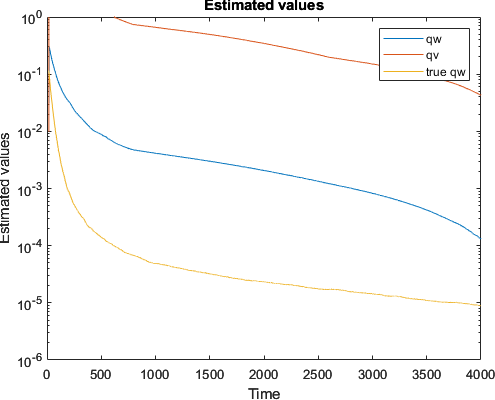 Estimated values
10^0
qw
qv
true qw
10^-1
10^-2
10^-3
Estimated values
10^-4
10^-5
10^-6
0 500 1000 1500 2000 2500 3000 3500 4000
Time